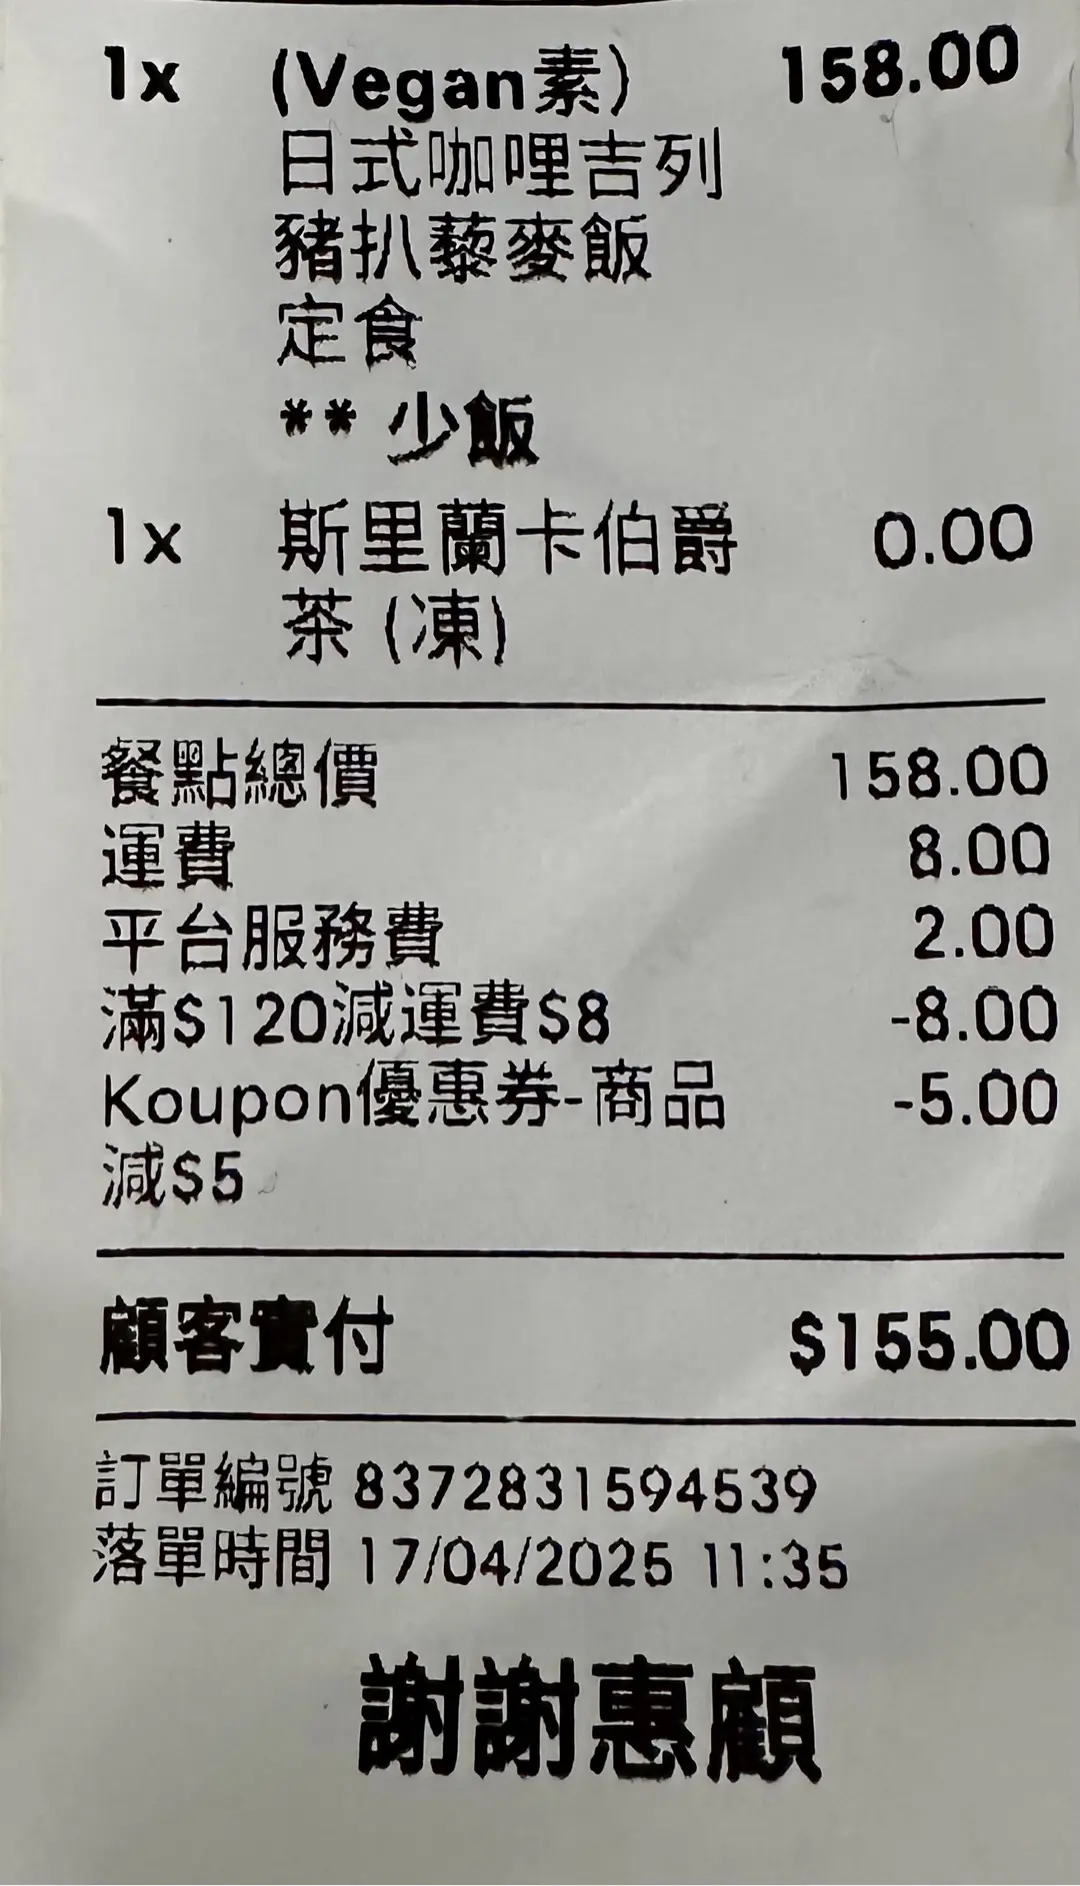 1x (Vegan素) 158.00
日式咖哩吉列
豬扒藜麥飯
定食
** 少飯
1x 斯里蘭卡伯爵 0.00
茶 (凍)
餐點總價 158.00
運費 8.00
平台服務費 2.00
滿$120減運費$8 -8.00
Koupon優惠券-商品 -5.00
減$5
顧客實付 $155.00
訂單編號 8372831594539
落單時間 17/04/2025 11:35
謝謝惠顧